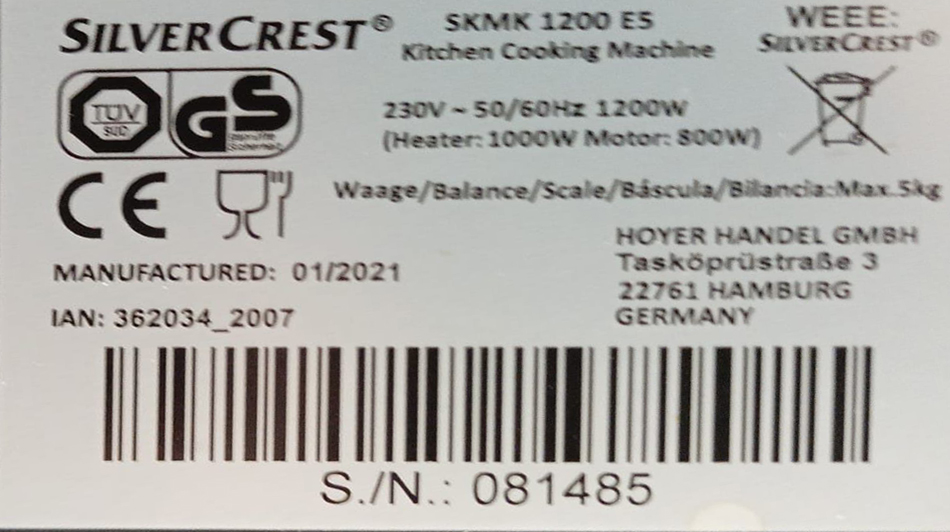 SILVERCREST®
SKMK 1200 E5
Kitchen Cooking Machine
WEEE:
SILVERCREST®
TÜV
SÜD
GS
geprüfte
Sicherheit
230V ~ 50/60Hz 1200W
(Heater: 1000W Motor: 800W)
CE
Waage/Balance/Scale/Báscula/Bilancia:Max.5kg
HOYER HANDEL GMBH
Tasköprüstraße 3
22761 HAMBURG
GERMANY
MANUFACTURED: 01/2021
IAN: 362034_2007
S./N.: 081485